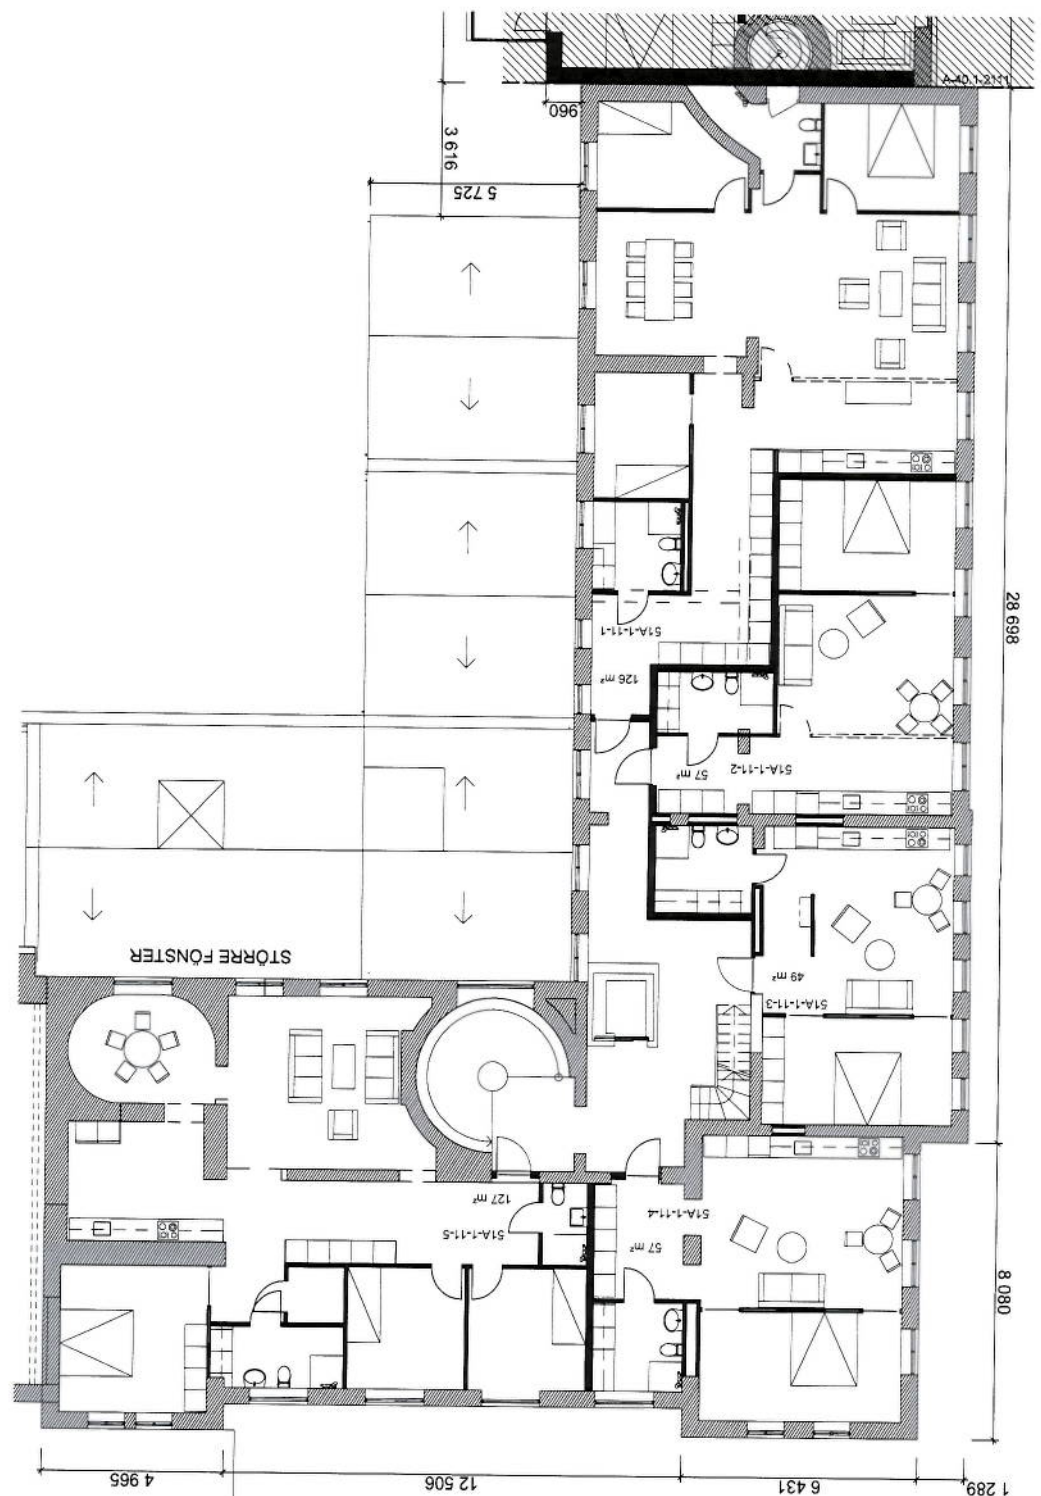 A-40.1-2111
960
3 616
5 725
28 698
51A-1-11-1
126 m²
51A-1-11-2
57 m²
STÖRRE FÖNSTER
49 m²
51A-1-11-3
127 m²
51A-1-11-5
51A-1-11-4
57 m²
8 080
4 965
12 506
6 431
1 289